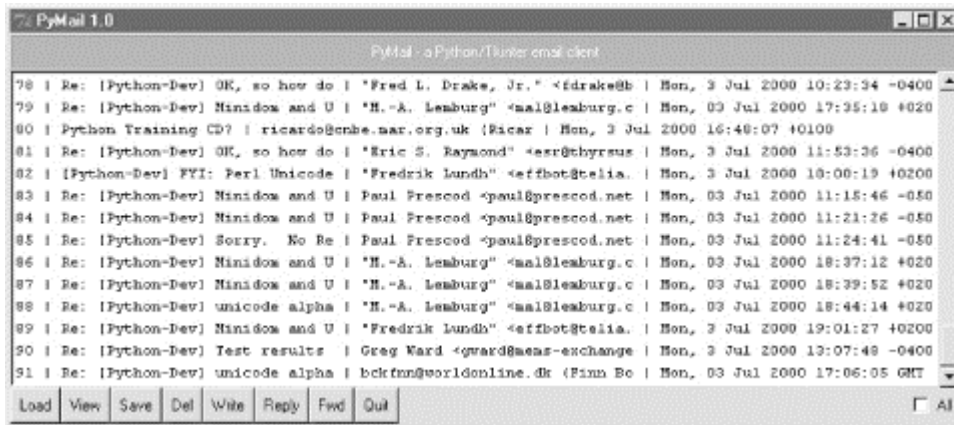 PyMail 1.0
PyMail - a Python/Tkinter email client
78 | Re: [Python-Dev] OK, so how do | "Fred L. Drake, Jr." <fdrake@b | Mon, 3 Jul 2000 10:23:34 -0400
79 | Re: [Python-Dev] Minidom and U | "M.-A. Lemburg" <mal@lemburg.c | Mon, 03 Jul 2000 17:35:18 +020
80 | Python Training CD? | ricardo@cnbe.mar.org.uk (Ricar | Mon, 3 Jul 2000 16:48:07 +0100
81 | Re: [Python-Dev] OK, so how do | "Eric S. Raymond" <esr@thyrsus | Mon, 3 Jul 2000 11:53:36 -0400
82 | [Python-Dev] FYI: Perl Unicode | "Fredrik Lundh" <effbot@telia. | Mon, 3 Jul 2000 18:00:19 +0200
83 | Re: [Python-Dev] Minidom and U | Paul Prescod <paul@prescod.net | Mon, 03 Jul 2000 11:15:46 -050
84 | Re: [Python-Dev] Minidom and U | Paul Prescod <paul@prescod.net | Mon, 03 Jul 2000 11:21:26 -050
85 | Re: [Python-Dev] Sorry.  No Re | Paul Prescod <paul@prescod.net | Mon, 03 Jul 2000 11:24:41 -050
86 | Re: [Python-Dev] Minidom and U | "M.-A. Lemburg" <mal@lemburg.c | Mon, 03 Jul 2000 18:37:12 +020
87 | Re: [Python-Dev] Minidom and U | "M.-A. Lemburg" <mal@lemburg.c | Mon, 03 Jul 2000 18:39:52 +020
88 | Re: [Python-Dev] unicode alpha | "M.-A. Lemburg" <mal@lemburg.c | Mon, 03 Jul 2000 18:44:14 +020
89 | Re: [Python-Dev] Minidom and U | "Fredrik Lundh" <effbot@telia. | Mon, 3 Jul 2000 19:01:27 +0200
90 | Re: [Python-Dev] Test results | Greg Ward <gward@mems-exchange | Mon, 3 Jul 2000 13:07:48 -0400
91 | Re: [Python-Dev] unicode alpha | bckfnn@worldonline.dk (Finn Bo | Mon, 03 Jul 2000 17:06:05 GMT
Load View Save Del Write Reply Fwd Quit All